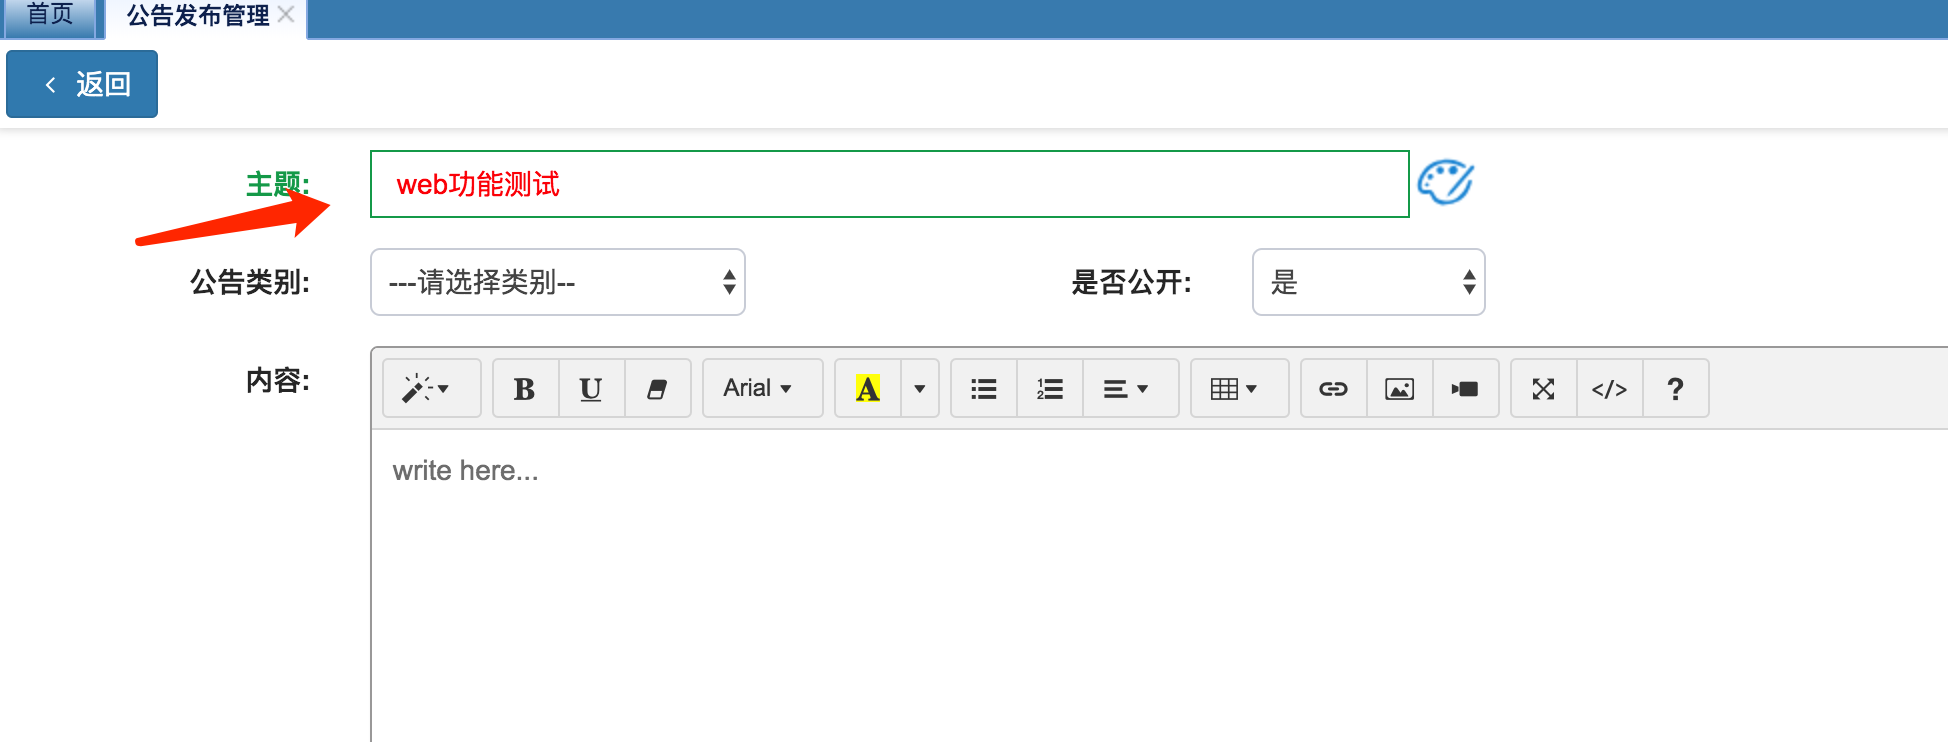 首页 公告发布管理
返回
主题: web功能测试
公告类别: ---请选择类别-- 是否公开: 是
内容: B U Arial A </> ?
write here...